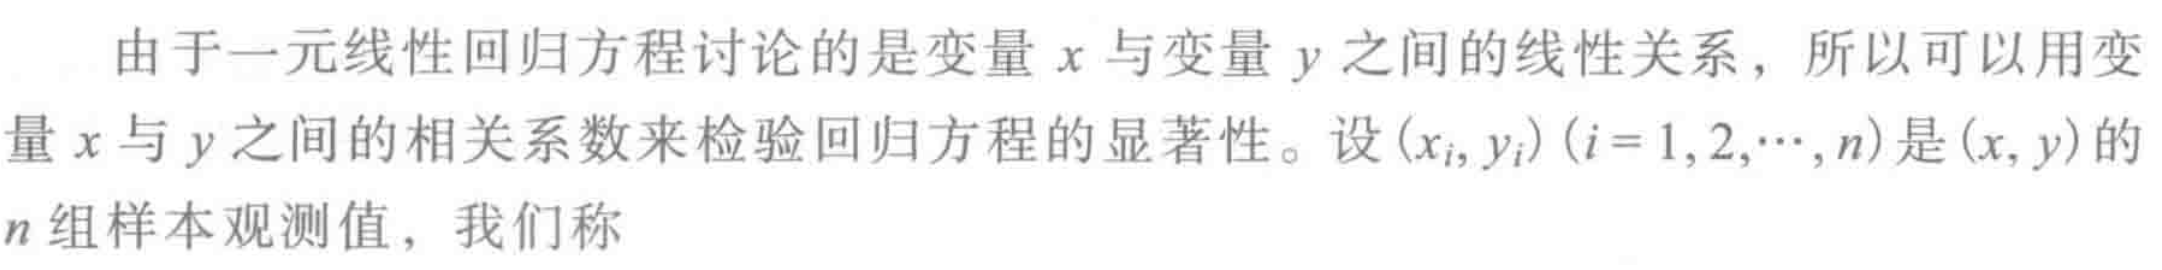 由于一元线性回归方程讨论的是变量 x 与变量 y 之间的线性关系，所以可以用变
量 x 与 y 之间的相关系数来检验回归方程的显著性。设(xᵢ, yᵢ)(i = 1, 2,⋯, n)是(x, y)的
n 组样本观测值，我们称